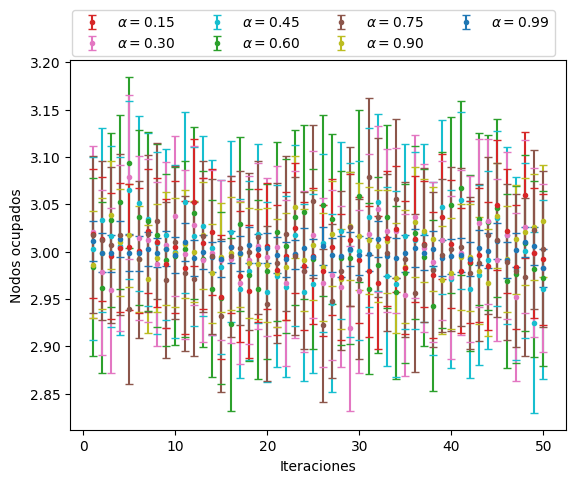 α = 0.15 α = 0.45 α = 0.75 α = 0.99
α = 0.30 α = 0.60 α = 0.90
3.20
3.15
3.10
3.05
3.00
2.95
2.90
2.85
Nodos ocupados
0 10 20 30 40 50
Iteraciones